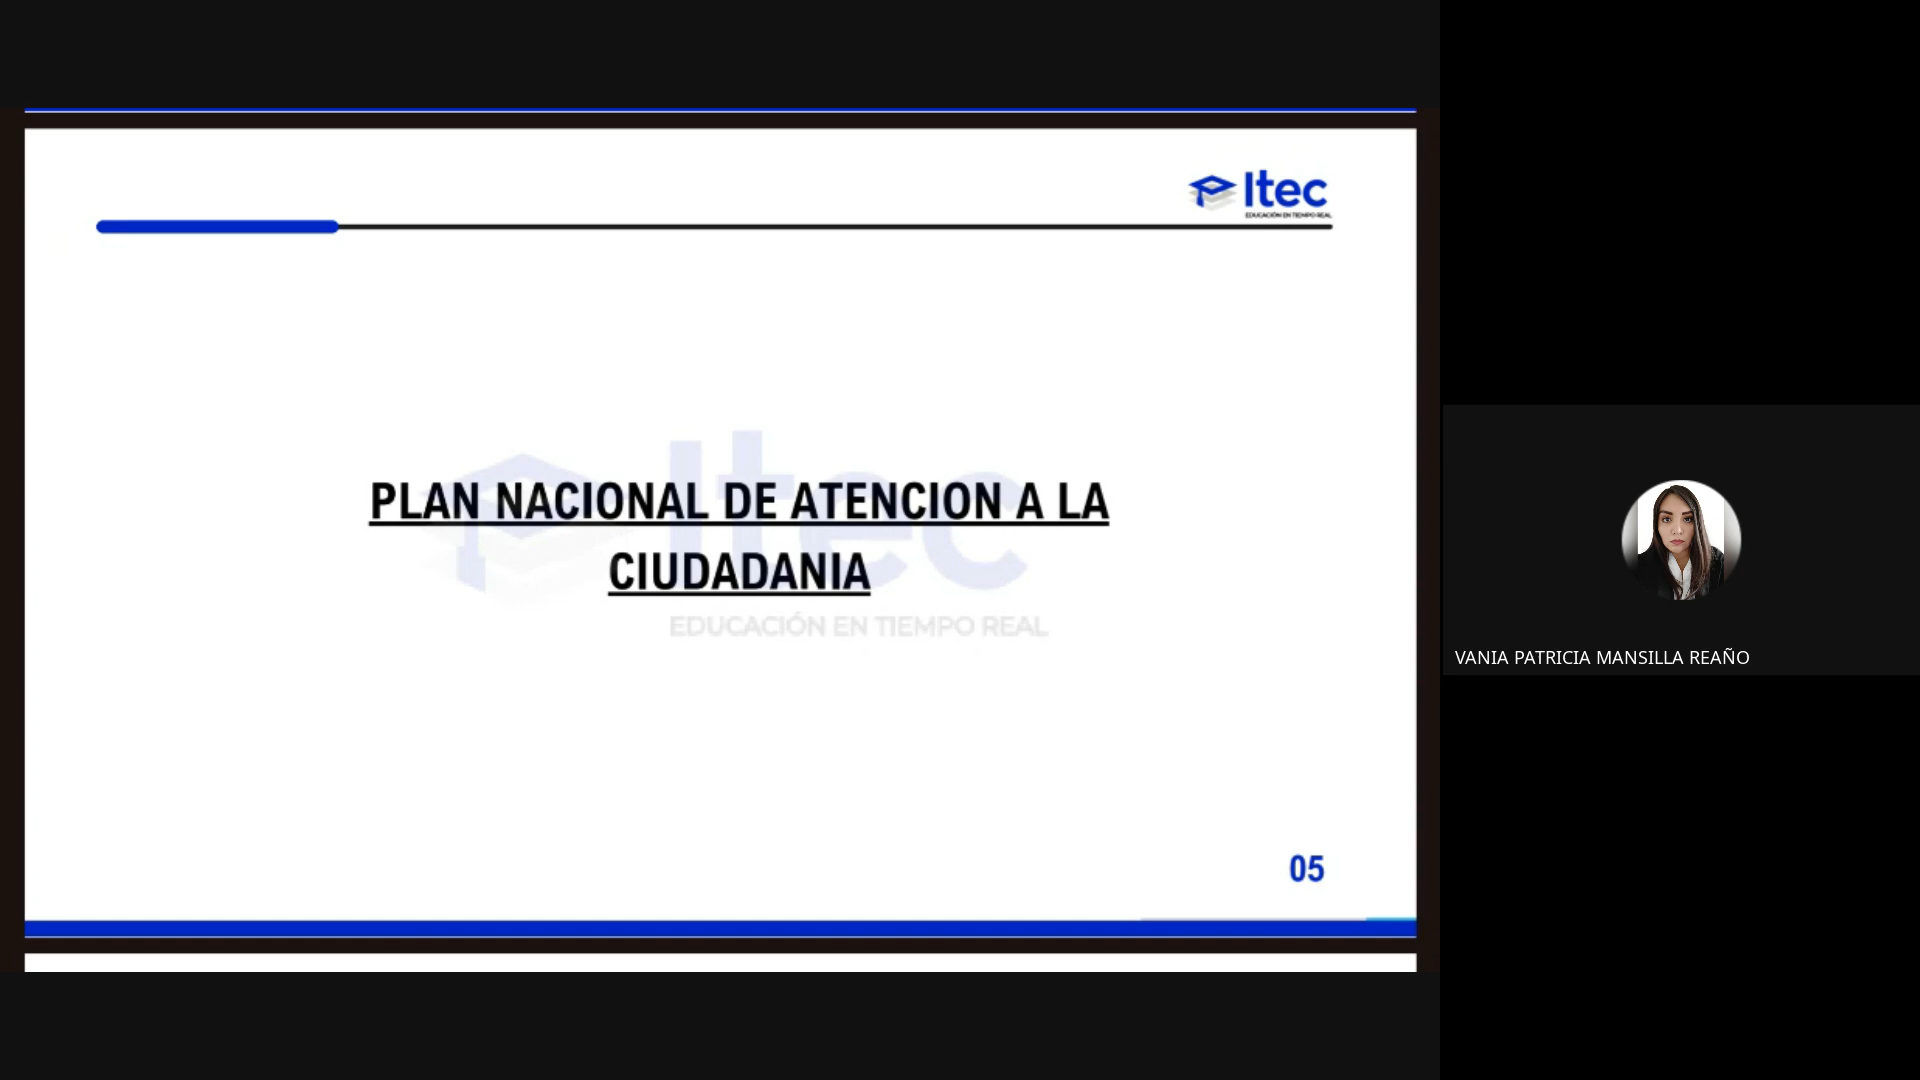 Itec
EDUCACIÓN EN TIEMPO REAL
PLAN NACIONAL DE ATENCION A LA
CIUDADANIA
Itec
EDUCACIÓN EN TIEMPO REAL
05
VANIA PATRICIA MANSILLA REAÑO